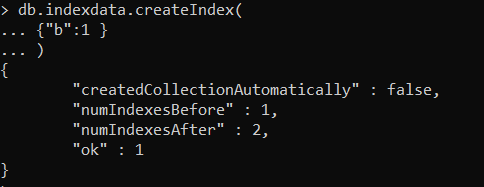 > db.indexdata.createIndex(
... {"b":1 }
... )
{
        "createdCollectionAutomatically" : false,
        "numIndexesBefore" : 1,
        "numIndexesAfter" : 2,
        "ok" : 1
}